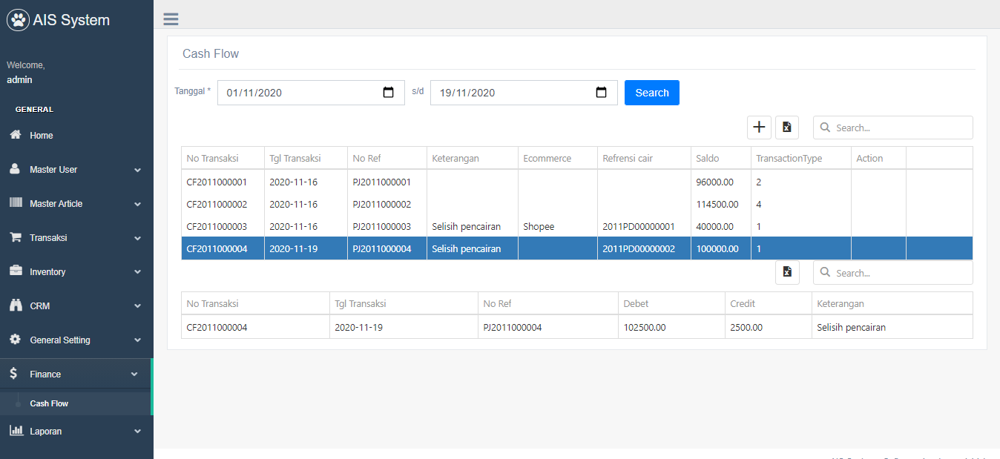 AIS System
Welcome,
admin
GENERAL
Home
Master User
Master Article
Transaksi
Inventory
CRM
General Setting
Finance
Cash Flow
Laporan
Cash Flow
Tanggal * 01/11/2020 s/d 19/11/2020 Search
Search...
No Transaksi Tgl Transaksi No Ref Keterangan Ecommerce Refrensi cair Saldo TransactionType Action
CF2011000001 2020-11-16 PJ2011000001 96000.00 2
CF2011000002 2020-11-16 PJ2011000002 114500.00 4
CF2011000003 2020-11-16 PJ2011000003 Selisih pencairan Shopee 2011PD00000001 40000.00 1
CF2011000004 2020-11-19 PJ2011000004 Selisih pencairan 2011PD00000002 100000.00 1
Search...
No Transaksi Tgl Transaksi No Ref Debet Credit Keterangan
CF2011000004 2020-11-19 PJ2011000004 102500.00 2500.00 Selisih pencairan